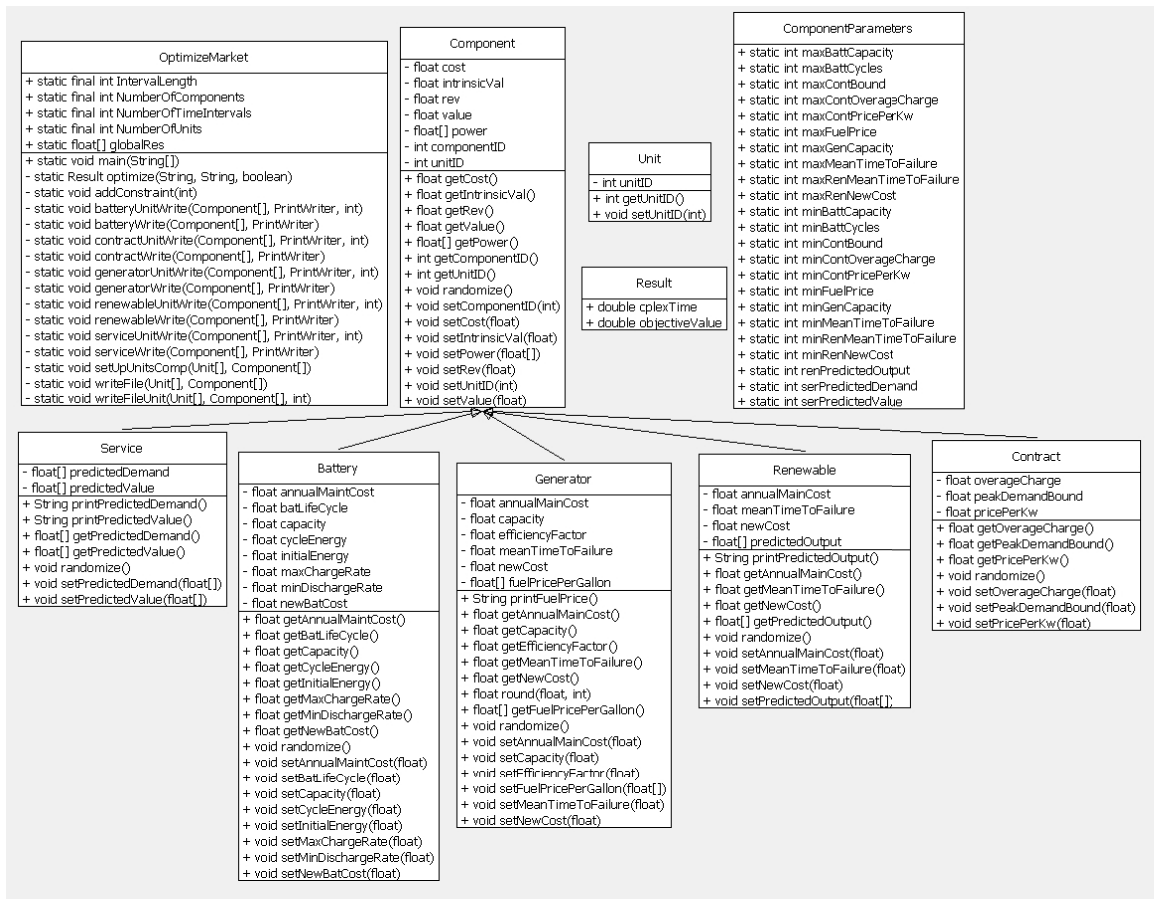 OptimizeMarket
+ static final int IntervalLength
+ static final int NumberOfComponents
+ static final int NumberOfTimeIntervals
+ static final int NumberOfUnits
+ static float[] globalRes
+ static void main(String[])
- static Result optimize(String, String, boolean)
- static void addConstraint(int)
- static void batteryUnitWrite(Component[], PrintWriter, int)
- static void batteryWrite(Component[], PrintWriter)
- static void contractUnitWrite(Component[], PrintWriter, int)
- static void contractWrite(Component[], PrintWriter)
- static void generatorUnitWrite(Component[], PrintWriter, int)
- static void generatorWrite(Component[], PrintWriter)
- static void renewableUnitWrite(Component[], PrintWriter, int)
- static void renewableWrite(Component[], PrintWriter)
- static void serviceUnitWrite(Component[], PrintWriter, int)
- static void serviceWrite(Component[], PrintWriter)
- static void setUpUnitsComp(Unit[], Component[])
- static void writeFile(Unit[], Component[])
- static void writeFileUnit(Unit[], Component[], int)
Component
- float cost
- float intrinsicVal
- float rev
- float value
- float[] power
- int componentID
- int unitID
+ float getCost()
+ float getIntrinsicVal()
+ float getRev()
+ float getValue()
+ float[] getPower()
+ int getComponentID()
+ int getUnitID()
+ void randomize()
+ void setComponentID(int)
+ void setCost(float)
+ void setIntrinsicVal(float)
+ void setPower(float[])
+ void setRev(float)
+ void setUnitID(int)
+ void setValue(float)
Unit
- int unitID
+ int getUnitID()
+ void setUnitID(int)
Result
+ double cplexTime
+ double objectiveValue
ComponentParameters
+ static int maxBattCapacity
+ static int maxBattCycles
+ static int maxContBound
+ static int maxContOverageCharge
+ static int maxContPricePerKw
+ static int maxFuelPrice
+ static int maxGenCapacity
+ static int maxMeanTimeToFailure
+ static int maxRenMeanTimeToFailure
+ static int maxRenNewCost
+ static int minBattCapacity
+ static int minBattCycles
+ static int minContBound
+ static int minContOverageCharge
+ static int minContPricePerKw
+ static int minFuelPrice
+ static int minGenCapacity
+ static int minMeanTimeToFailure
+ static int minRenMeanTimeToFailure
+ static int minRenNewCost
+ static int renPredictedOutput
+ static int serPredictedDemand
+ static int serPredictedValue
Service
- float[] predictedDemand
- float[] predictedValue
+ String printPredictedDemand()
+ String printPredictedValue()
+ float[] getPredictedDemand()
+ float[] getPredictedValue()
+ void randomize()
+ void setPredictedDemand(float[])
+ void setPredictedValue(float[])
Battery
- float annualMaintCost
- float batLifeCycle
- float capacity
- float cycleEnergy
- float initialEnergy
- float maxChargeRate
- float minDischargeRate
- float newBatCost
+ float getAnnualMaintCost()
+ float getBatLifeCycle()
+ float getCapacity()
+ float getCycleEnergy()
+ float getInitialEnergy()
+ float getMaxChargeRate()
+ float getMinDischargeRate()
+ float getNewBatCost()
+ void randomize()
+ void setAnnualMaintCost(float)
+ void setBatLifeCycle(float)
+ void setCapacity(float)
+ void setCycleEnergy(float)
+ void setInitialEnergy(float)
+ void setMaxChargeRate(float)
+ void setMinDischargeRate(float)
+ void setNewBatCost(float)
Generator
- float annualMainCost
- float capacity
- float efficiencyFactor
- float meanTimeToFailure
- float newCost
- float[] fuelPricePerGallon
+ String printFuelPrice()
+ float getAnnualMainCost()
+ float getCapacity()
+ float getEfficiencyFactor()
+ float getMeanTimeToFailure()
+ float getNewCost()
+ float round(float, int)
+ float[] getFuelPricePerGallon()
+ void randomize()
+ void setAnnualMainCost(float)
+ void setCapacity(float)
+ void setEfficiencyFactor(float)
+ void setFuelPricePerGallon(float[])
+ void setMeanTimeToFailure(float)
+ void setNewCost(float)
Renewable
- float annualMainCost
- float meanTimeToFailure
- float newCost
- float[] predictedOutput
+ String printPredictedOutput()
+ float getAnnualMainCost()
+ float getMeanTimeToFailure()
+ float getNewCost()
+ float[] getPredictedOutput()
+ void randomize()
+ void setAnnualMainCost(float)
+ void setMeanTimeToFailure(float)
+ void setNewCost(float)
+ void setPredictedOutput(float[])
Contract
- float overageCharge
- float peakDemandBound
- float pricePerKw
+ float getOverageCharge()
+ float getPeakDemandBound()
+ float getPricePerKw()
+ void randomize()
+ void setOverageCharge(float)
+ void setPeakDemandBound(float)
+ void setPricePerKw(float)